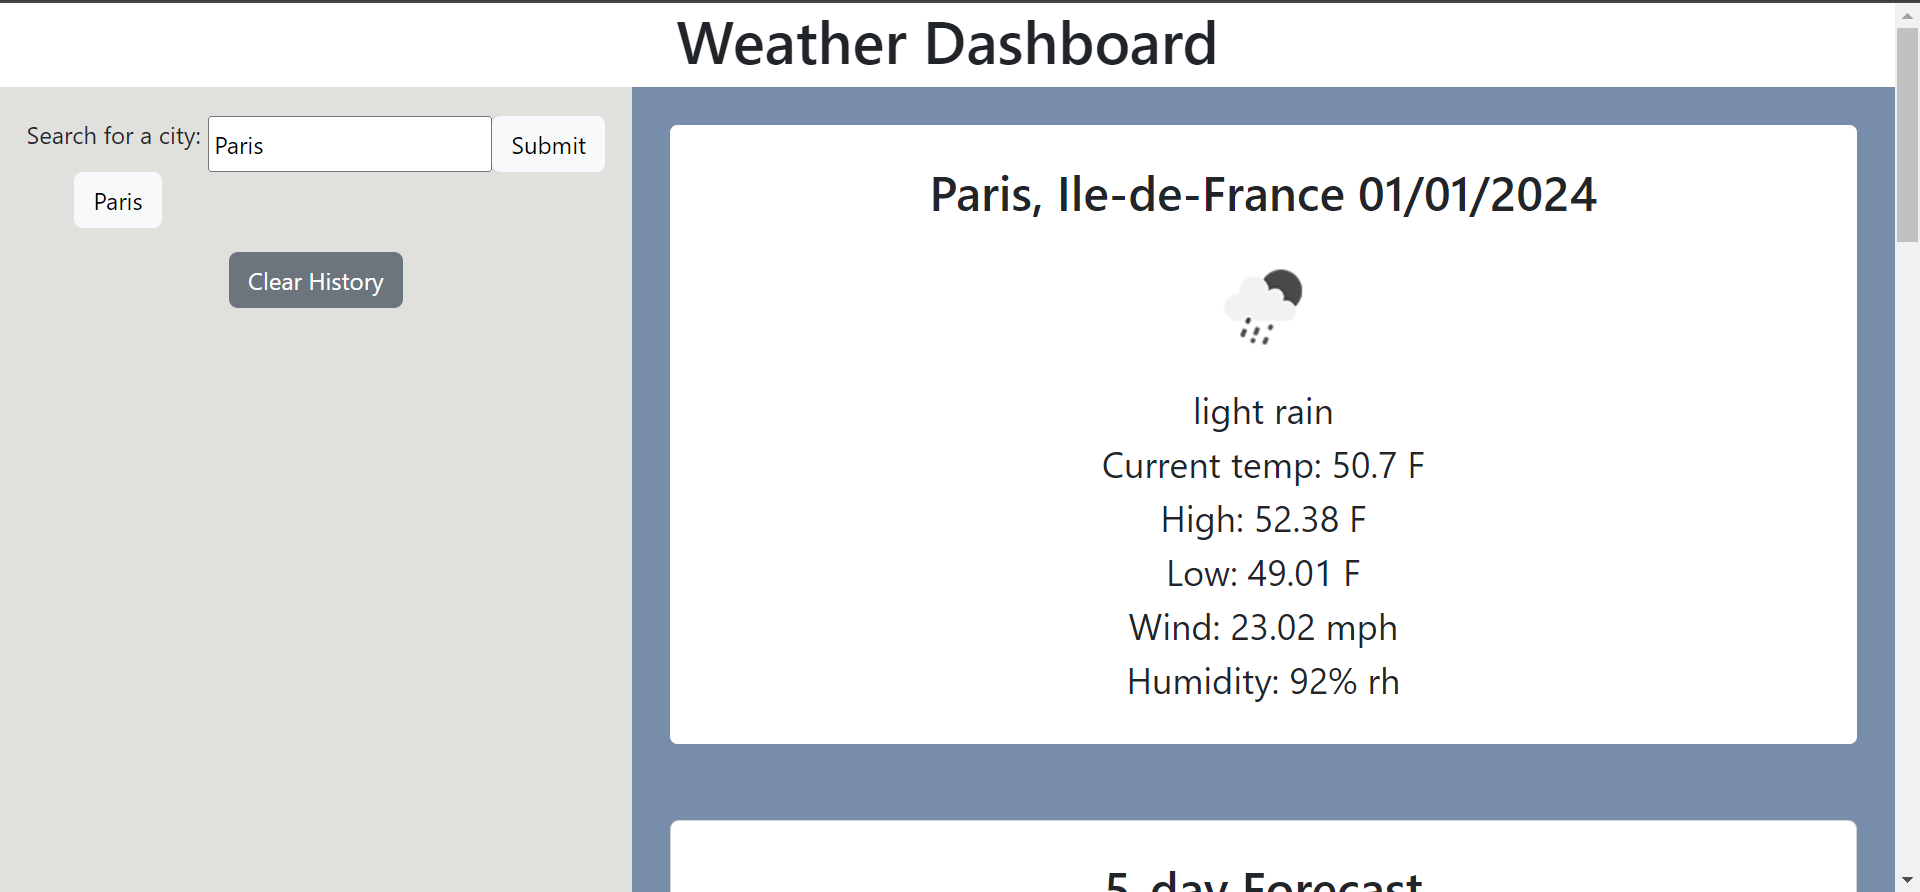 Weather Dashboard
Search for a city: Paris Submit
Paris
Clear History
Paris, Ile-de-France 01/01/2024
light rain
Current temp: 50.7 F
High: 52.38 F
Low: 49.01 F
Wind: 23.02 mph
Humidity: 92% rh
5-day Forecast